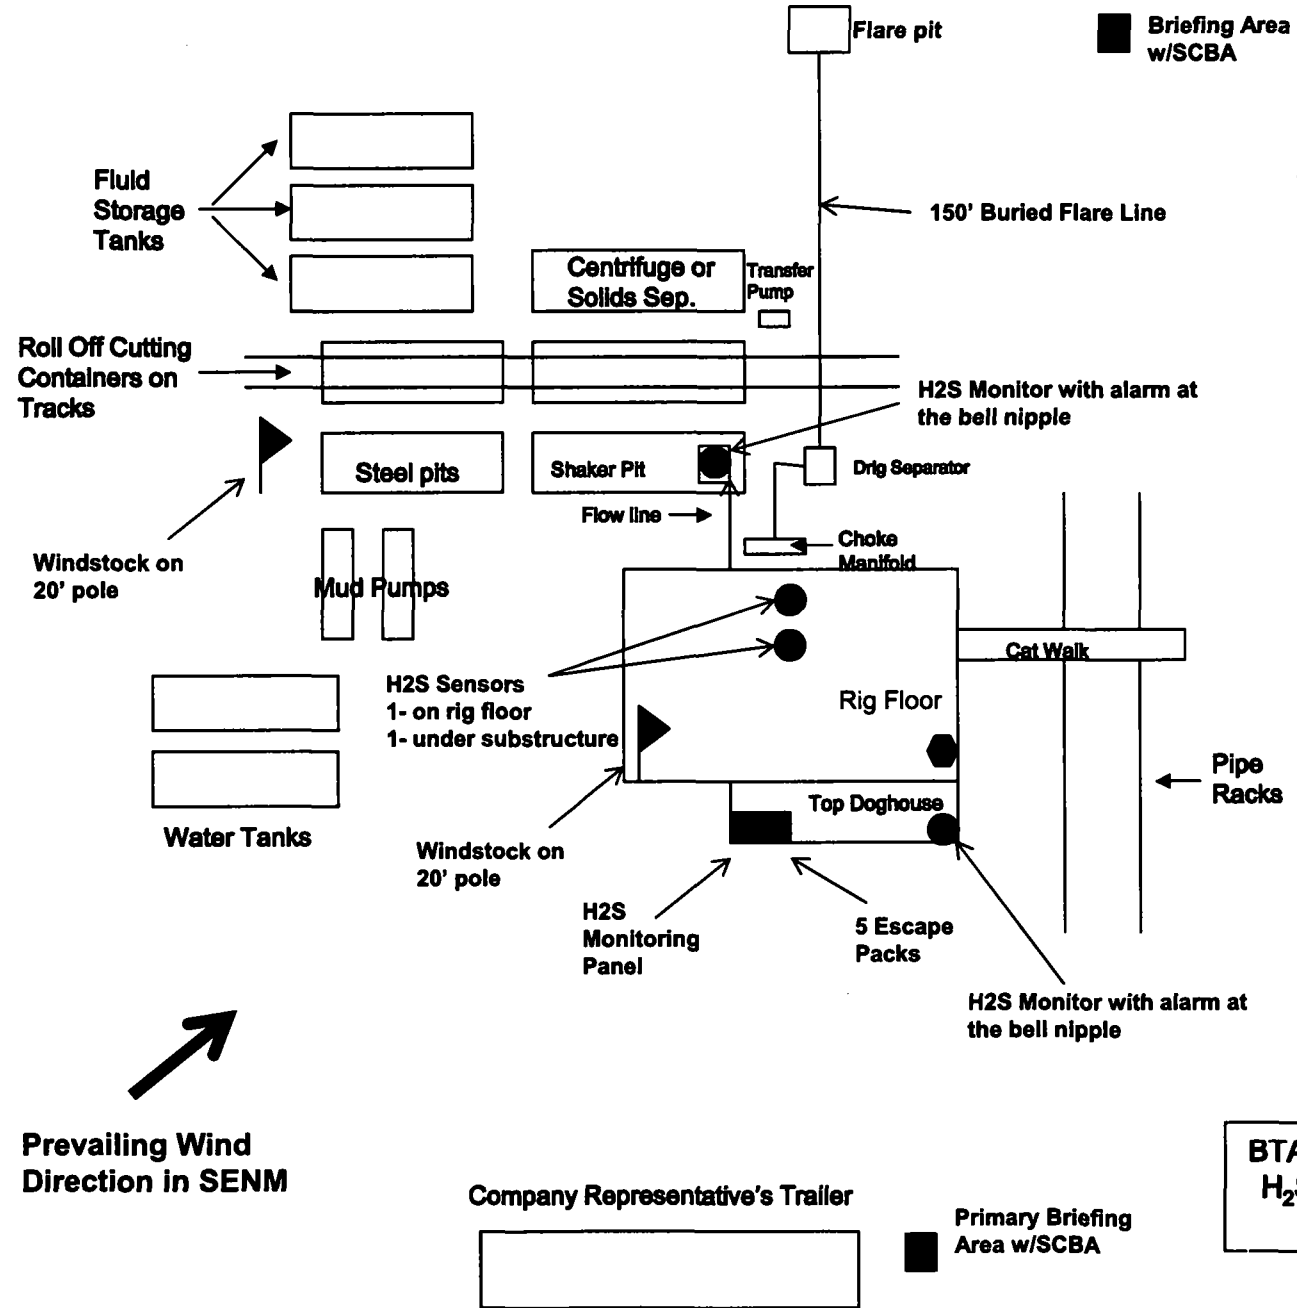 Flare pit
Briefing Area
w/SCBA
Fluid
Storage
Tanks
150' Buried Flare Line
Centrifuge or
Solids Sep.
Transfer
Pump
Roll Off Cutting
Containers on
Tracks
H2S Monitor with alarm at
the bell nipple
Steel pits
Shaker Pit
Drlg Separator
Flow line
Choke
Manifold
Windstock on
20' pole
Mud Pumps
Cat Walk
H2S Sensors
1- on rig floor
1- under substructure
Rig Floor
Pipe
Racks
Top Doghouse
Water Tanks
Windstock on
20' pole
H2S
Monitoring
Panel
5 Escape
Packs
H2S Monitor with alarm at
the bell nipple
Prevailing Wind
Direction in SENM
BTA
H₂S
Company Representative's Trailer
Primary Briefing
Area w/SCBA